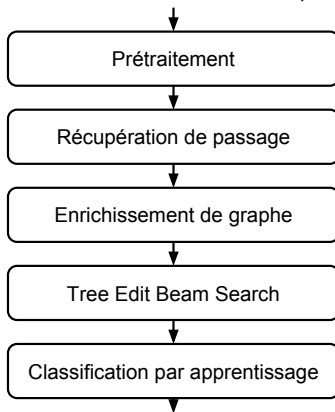 Prétraitement
Récupération de passage
Enrichissement de graphe
Tree Edit Beam Search
Classification par apprentissage